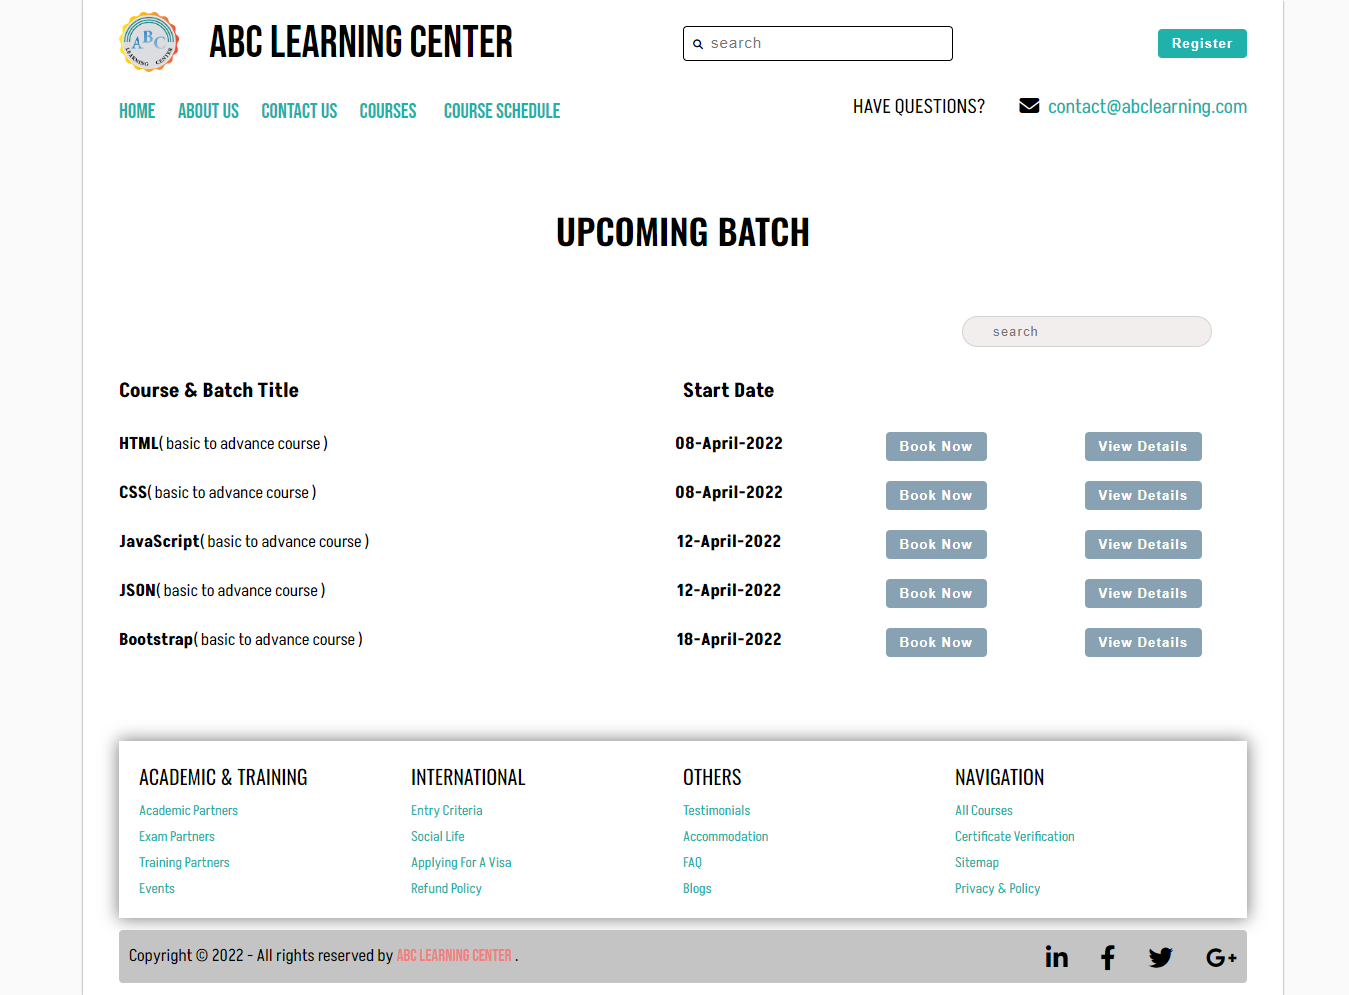 ABC LEARNING CENTER
ABC LEARNING CENTER
search
Register
HOME ABOUT US CONTACT US COURSES COURSE SCHEDULE
HAVE QUESTIONS? contact@abclearning.com
UPCOMING BATCH
search
Course & Batch Title Start Date
HTML( basic to advance course ) 08-April-2022 Book Now View Details
CSS( basic to advance course ) 08-April-2022 Book Now View Details
JavaScript( basic to advance course ) 12-April-2022 Book Now View Details
JSON( basic to advance course ) 12-April-2022 Book Now View Details
Bootstrap( basic to advance course ) 18-April-2022 Book Now View Details
ACADEMIC & TRAINING
Academic Partners
Exam Partners
Training Partners
Events
INTERNATIONAL
Entry Criteria
Social Life
Applying For A Visa
Refund Policy
OTHERS
Testimonials
Accommodation
FAQ
Blogs
NAVIGATION
All Courses
Certificate Verification
Sitemap
Privacy & Policy
Copyright © 2022 - All rights reserved by ABC LEARNING CENTER .
in f G+